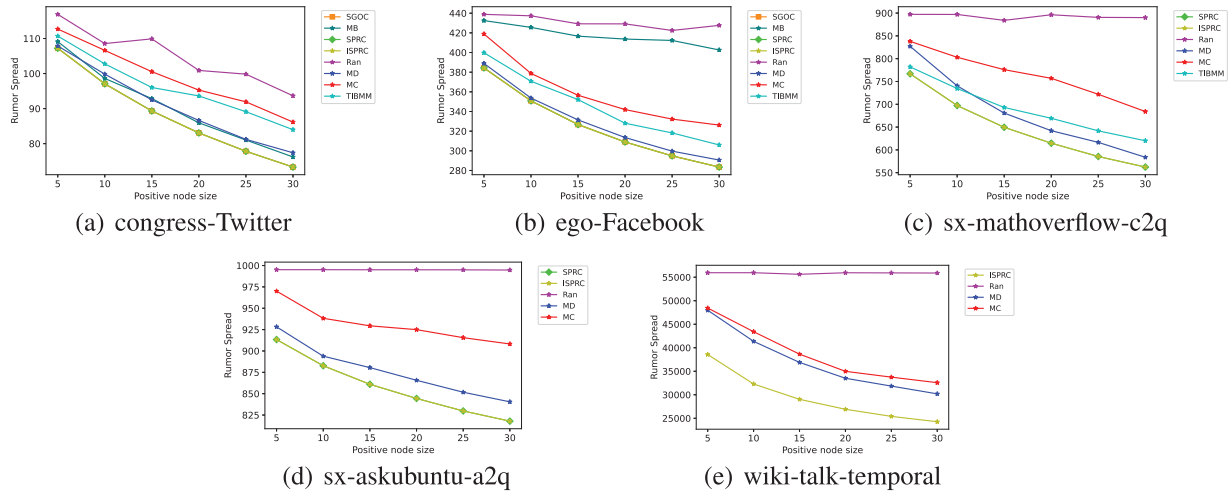 110
100
90
80
Rumor Spread
5 10 15 20 25 30
Positive node size
SGOC
MB
SPRC
ISPRC
Ran
MD
MC
TIBMM
(a) congress-Twitter
440
420
400
380
360
340
320
300
280
Rumor Spread
5 10 15 20 25 30
Positive node size
SGOC
MB
SPRC
ISPRC
Ran
MD
MC
TIBMM
(b) ego-Facebook
900
850
800
750
700
650
600
550
Rumor Spread
5 10 15 20 25 30
Positive node size
SPRC
ISPRC
Ran
MD
MC
TIBMM
(c) sx-mathoverflow-c2q
1000
975
950
925
900
875
850
825
Rumor Spread
5 10 15 20 25 30
Positive node size
SPRC
ISPRC
Ran
MD
MC
(d) sx-askubuntu-a2q
55000
50000
45000
40000
35000
30000
25000
Rumor Spread
5 10 15 20 25 30
Positive node size
ISPRC
Ran
MD
MC
(e) wiki-talk-temporal